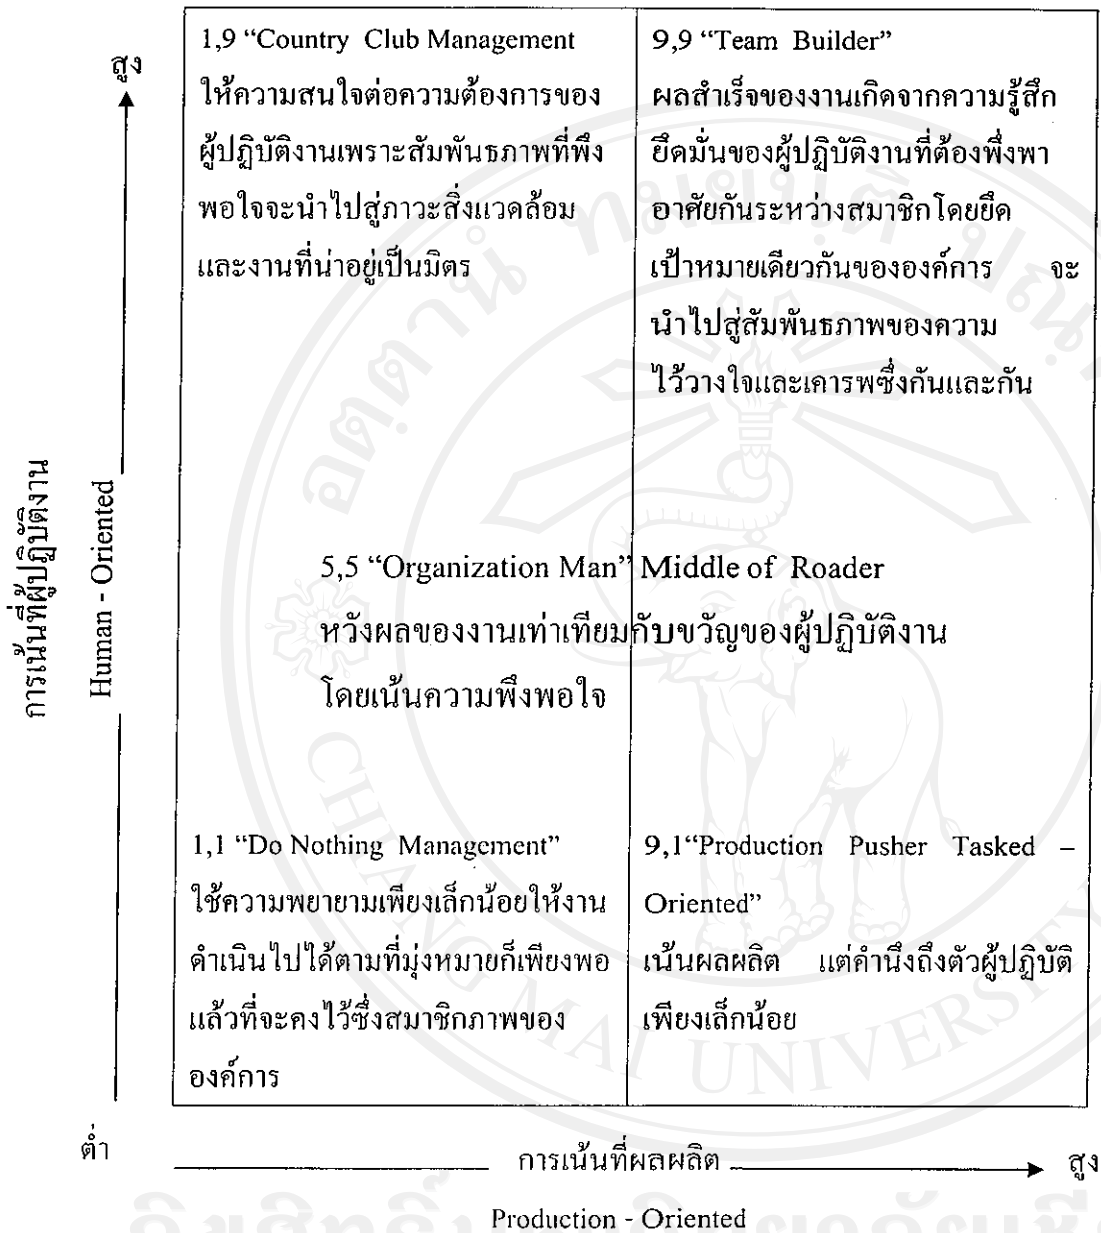 สูง
1,9 “Country Club Management
ให้ความสนใจต่อความต้องการของ
ผู้ปฏิบัติงานเพราะสัมพันธภาพที่พึง
พอใจจะนำไปสู่ภาวะสิ่งแวดล้อม
และงานที่น่าอยู่เป็นมิตร
9,9 “Team Builder”
ผลสำเร็จของงานเกิดจากความรู้สึก
ยึดมั่นของผู้ปฏิบัติงานที่ต้องพึ่งพา
อาศัยกันระหว่างสมาชิกโดยยึด
เป้าหมายเดียวกันขององค์การ จะ
นำไปสู่สัมพันธภาพของความ
ไว้วางใจและเคารพซึ่งกันและกัน
การเน้นที่ผู้ปฏิบัติงาน
Human - Oriented
5,5 “Organization Man” Middle of Roader
หวังผลของงานเท่าเทียมกับขวัญของผู้ปฏิบัติงาน
โดยเน้นความพึงพอใจ
1,1 “Do Nothing Management”
ใช้ความพยายามเพียงเล็กน้อยให้งาน
ดำเนินไปได้ตามที่มุ่งหมายก็เพียงพอ
แล้วที่จะคงไว้ซึ่งสมาชิกภาพของ
องค์การ
9,1“Production Pusher Tasked –
Oriented”
เน้นผลผลิต แต่คำนึงถึงตัวผู้ปฏิบัติ
เพียงเล็กน้อย
ต่ำ
การเน้นที่ผลผลิต
สูง
Production - Oriented
CHIANG MAI UNIVERSITY